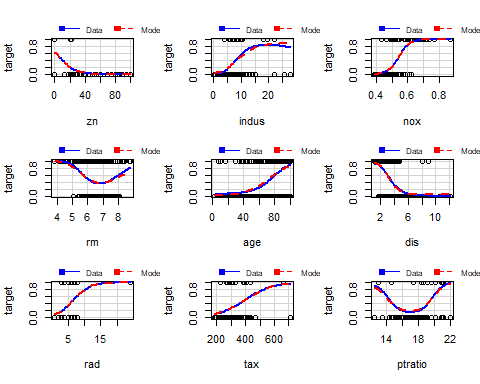 Data Mode Data Mode Data Mode
target 0.0 0.8 target 0.0 0.8 target 0.0 0.8
0 40 80 0 10 20 0.4 0.6 0.8
zn indus nox
Data Mode Data Mode Data Mode
target 0.0 0.8 target 0.0 0.8 target 0.0 0.8
4 5 6 7 8 0 40 80 2 6 10
rm age dis
Data Mode Data Mode Data Mode
target 0.0 0.8 target 0.0 0.8 target 0.0 0.8
5 15 200 400 600 14 18 22
rad tax ptratio